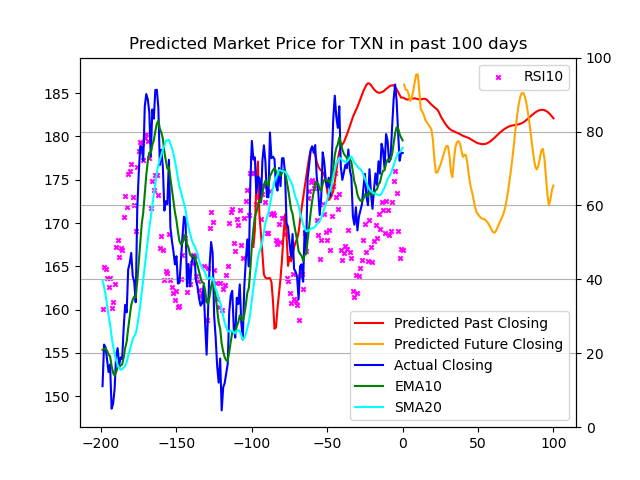 Predicted Market Price for TXN in past 100 days
RSI10
185
180
175
170
165
160
155
150
100
80
60
40
20
0
Predicted Past Closing
Predicted Future Closing
Actual Closing
EMA10
SMA20
−200 −150 −100 −50 0 50 100